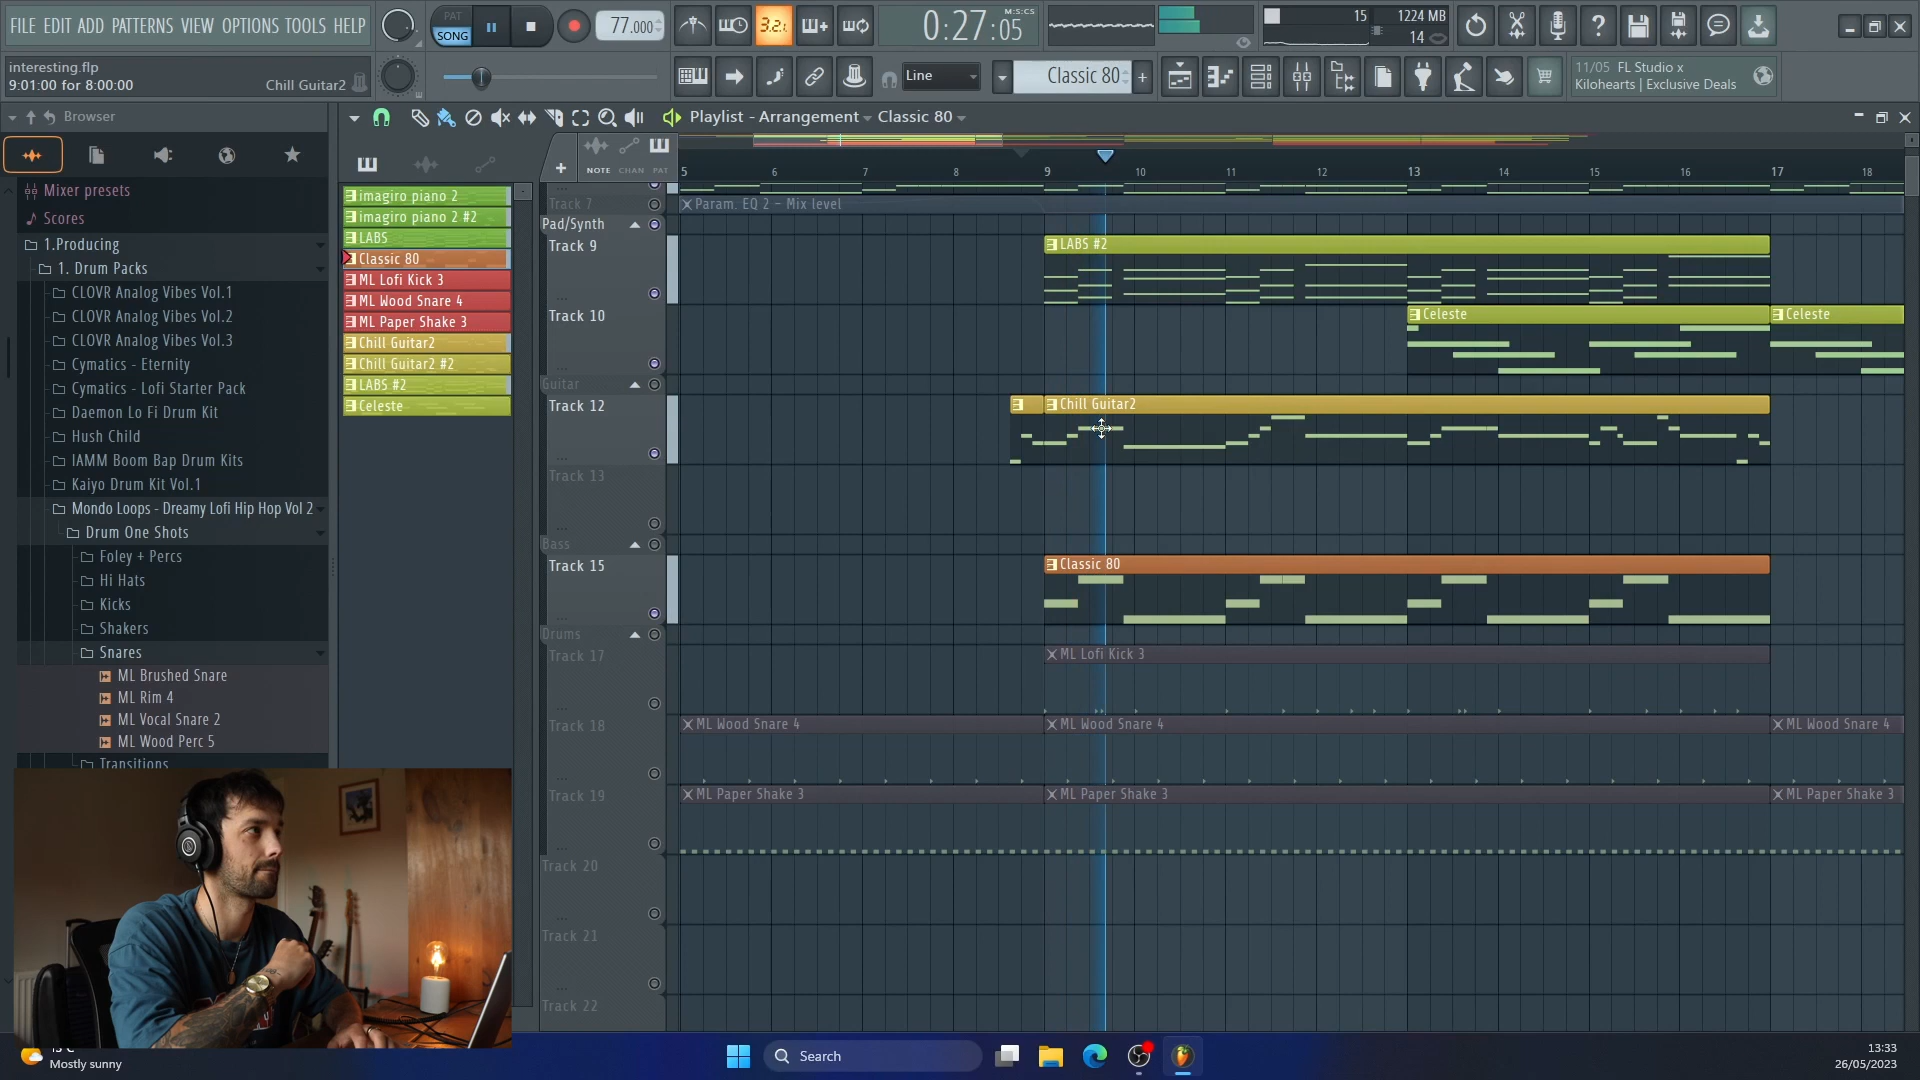 FILE EDIT ADD PATTERNS VIEW OPTIONS TOOLS HELP
PAT
SONG
77.000
3.2.
0:27:05
M:S:CS
15
1224 MB
14
interesting.flp
9:01:00 for 8:00:00
Chill Guitar2
Line
Classic 80
11/05 FL Studio x
Kilohearts | Exclusive Deals
Browser
Playlist - Arrangement
Classic 80
NOTE CHAN PAT
5 6 7 8 9 10 11 12 13 14 15 16 17 18
Mixer presets
Scores
1.Producing
1. Drum Packs
CLOVR Analog Vibes Vol.1
CLOVR Analog Vibes Vol.2
CLOVR Analog Vibes Vol.3
Cymatics - Eternity
Cymatics - Lofi Starter Pack
Daemon Lo Fi Drum Kit
Hush Child
IAMM Boom Bap Drum Kits
Kaiyo Drum Kit Vol.1
Mondo Loops - Dreamy Lofi Hip Hop Vol 2
Drum One Shots
Foley + Percs
Hi Hats
Kicks
Shakers
Snares
ML Brushed Snare
ML Rim 4
ML Vocal Snare 2
ML Wood Perc 5
Transitions
imagiro piano 2
imagiro piano 2 #2
LABS
Classic 80
ML Lofi Kick 3
ML Wood Snare 4
ML Paper Shake 3
Chill Guitar2
Chill Guitar2 #2
LABS #2
Celeste
Track 7
Param. EQ 2 - Mix level
Pad/Synth
Track 9
LABS #2
Track 10
Celeste
Celeste
Guitar
Track 12
Chill Guitar2
Track 13
Bass
Track 15
Classic 80
Drums
Track 17
ML Lofi Kick 3
Track 18
ML Wood Snare 4
ML Wood Snare 4
ML Wood Snare 4
Track 19
ML Paper Shake 3
ML Paper Shake 3
ML Paper Shake 3
Track 20
Track 21
Track 22
Mostly sunny
Search
13:33
26/05/2023